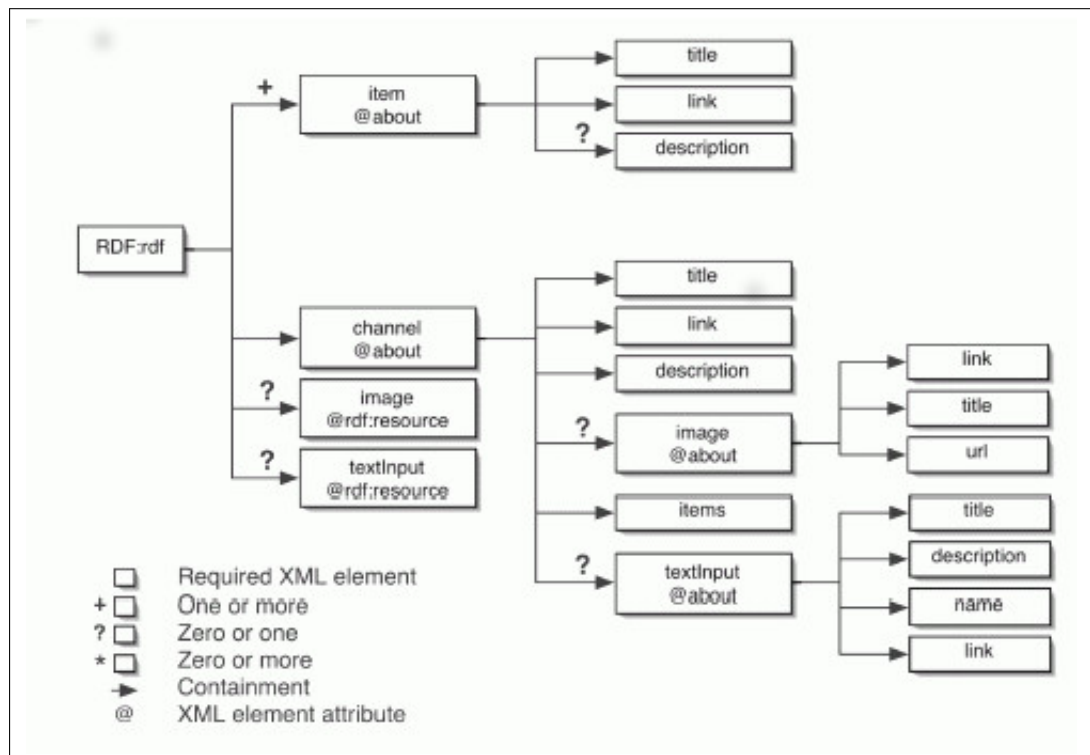 title
+
item
@about
link
?
description
RDF:rdf
title
channel
@about
link
link
description
?
image
@rdf:resource
title
?
image
@about
url
?
textInput
@rdf:resource
items
title
?
textInput
@about
description
name
link
Required XML element
+ One or more
? Zero or one
* Zero or more
Containment
@ XML element attribute